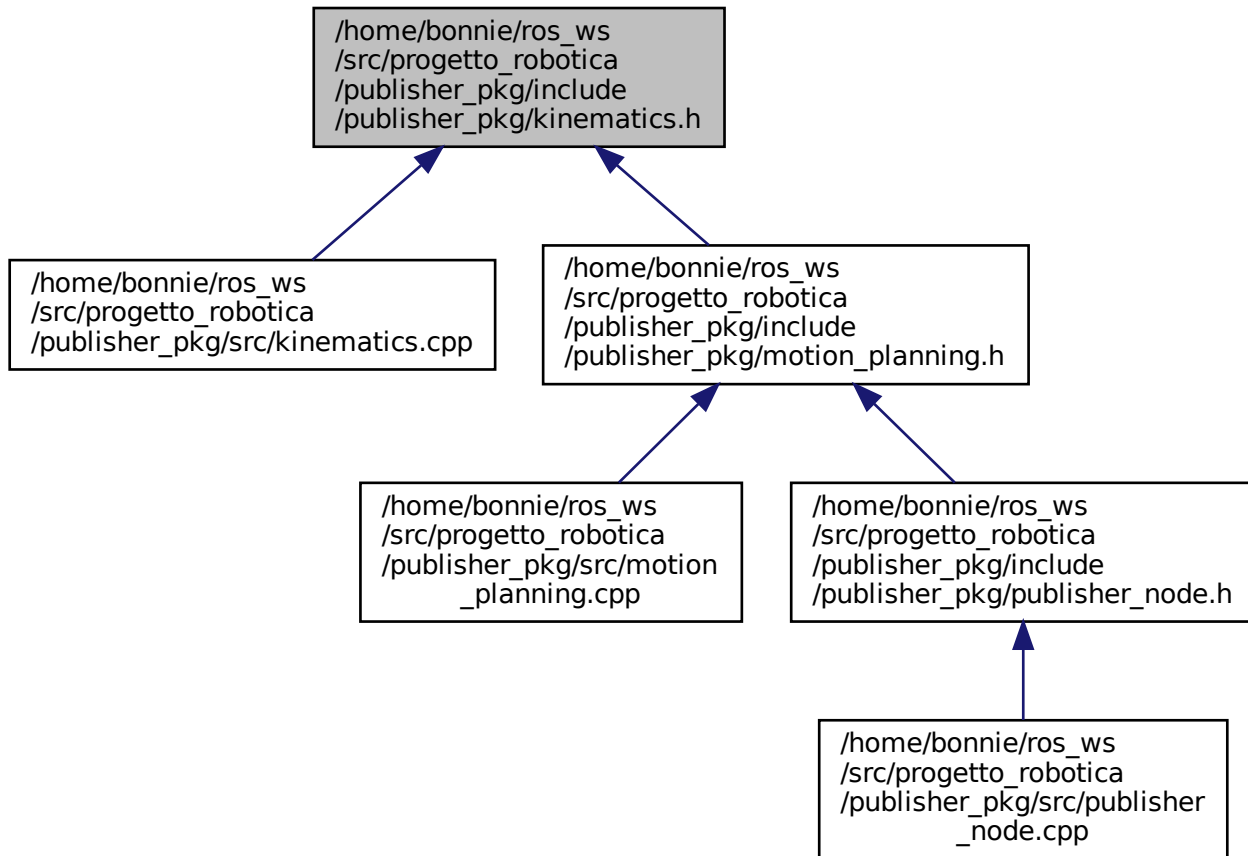 /home/bonnie/ros_ws
/src/progetto_robotica
/publisher_pkg/include
/publisher_pkg/kinematics.h
/home/bonnie/ros_ws
/src/progetto_robotica
/publisher_pkg/src/kinematics.cpp
/home/bonnie/ros_ws
/src/progetto_robotica
/publisher_pkg/include
/publisher_pkg/motion_planning.h
/home/bonnie/ros_ws
/src/progetto_robotica
/publisher_pkg/src/motion
_planning.cpp
/home/bonnie/ros_ws
/src/progetto_robotica
/publisher_pkg/include
/publisher_pkg/publisher_node.h
/home/bonnie/ros_ws
/src/progetto_robotica
/publisher_pkg/src/publisher
_node.cpp